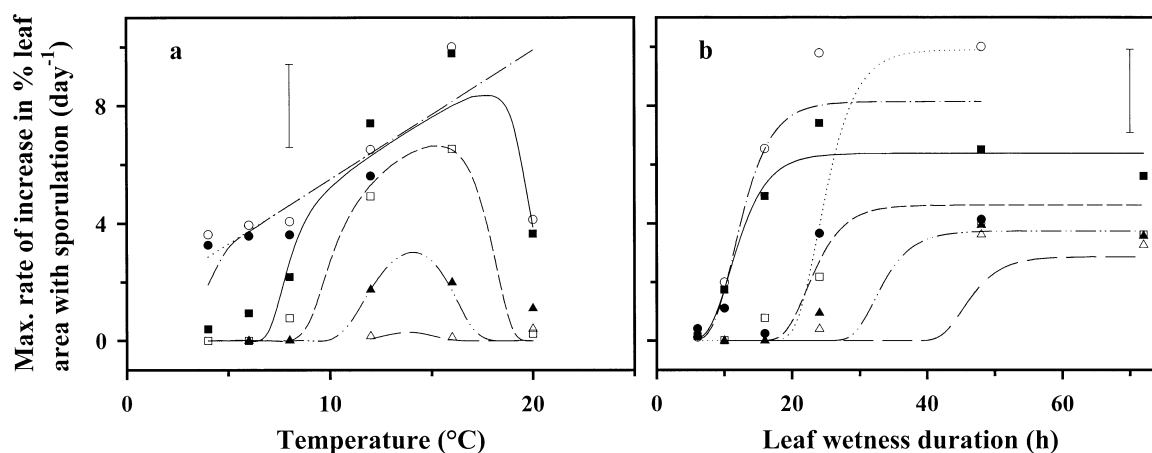 Max. rate of increase in % leaf
area with sporulation (day-1)
a
b
8
4
0
0
10
20
0
20
40
60
Temperature (°C)
Leaf wetness duration (h)